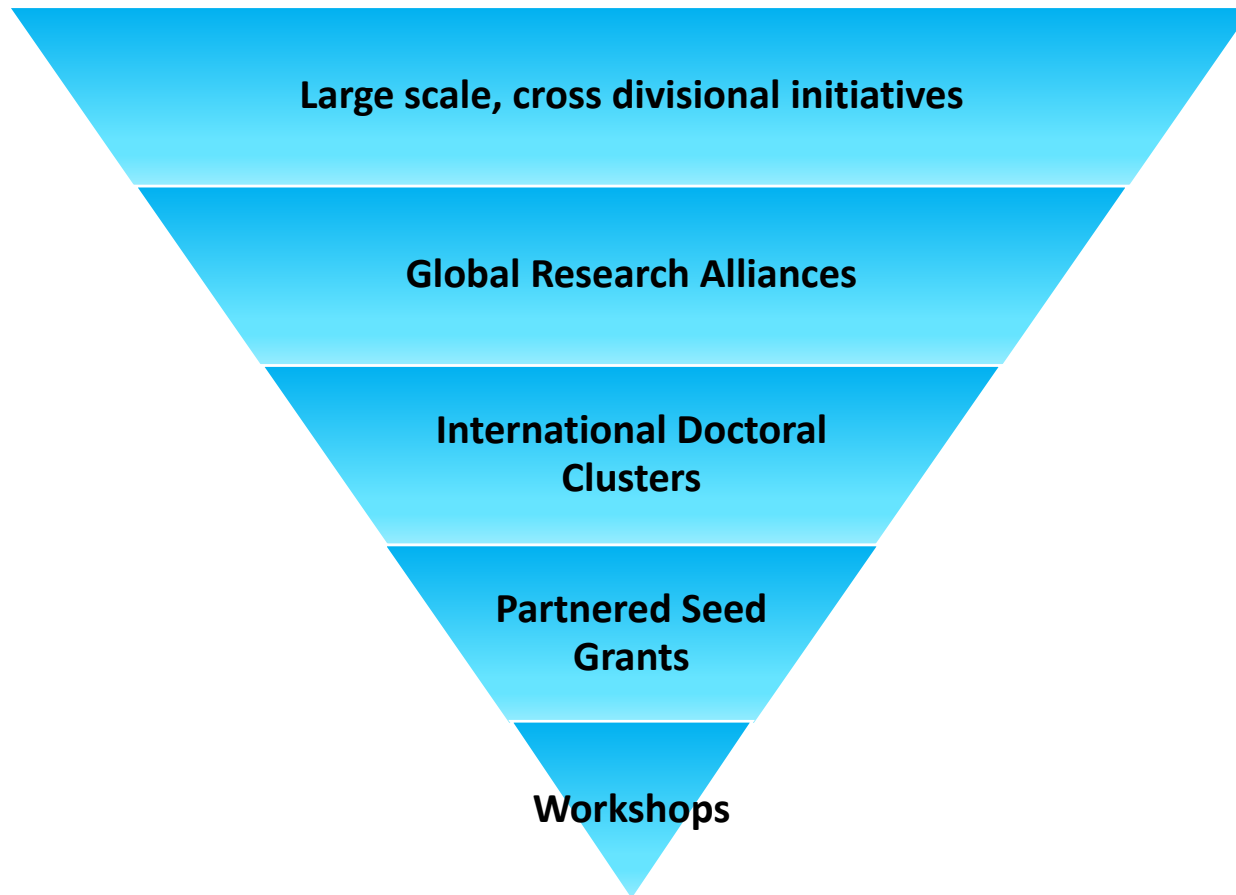 Large scale, cross divisional initiatives
Global Research Alliances
International Doctoral
Clusters
Partnered Seed
Grants
Workshops